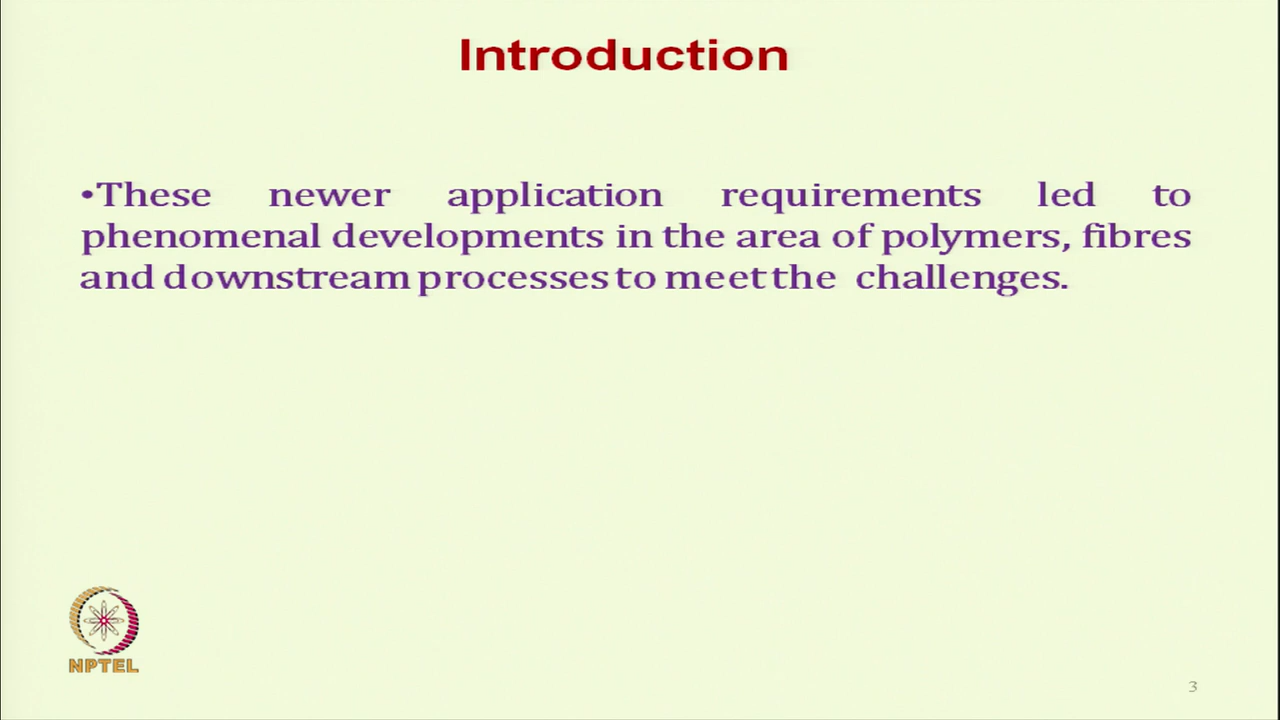 Introduction
•These newer application requirements led to
phenomenal developments in the area of polymers, fibres
and downstream processes to meet the challenges.
NPTEL
3